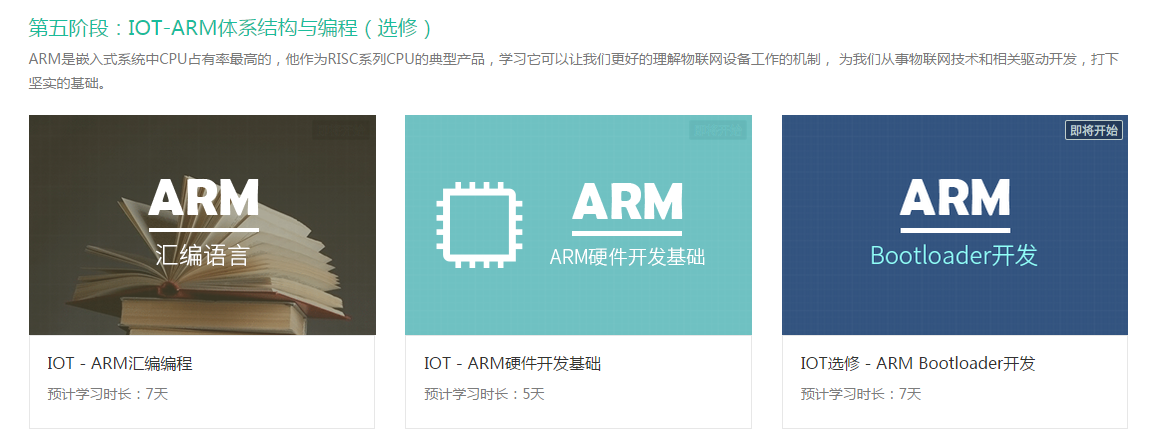 第五阶段：IOT-ARM体系结构与编程（选修）
ARM是嵌入式系统中CPU占有率最高的，他作为RISC系列CPU的典型产品，学习它可以让我们更好的理解物联网设备工作的机制， 为我们从事物联网技术和相关驱动开发，打下
坚实的基础。
ARM
汇编语言
ARM
ARM硬件开发基础
即将开始
ARM
Bootloader开发
IOT - ARM汇编编程
预计学习时长：7天
IOT - ARM硬件开发基础
预计学习时长：5天
IOT选修 - ARM Bootloader开发
预计学习时长：7天